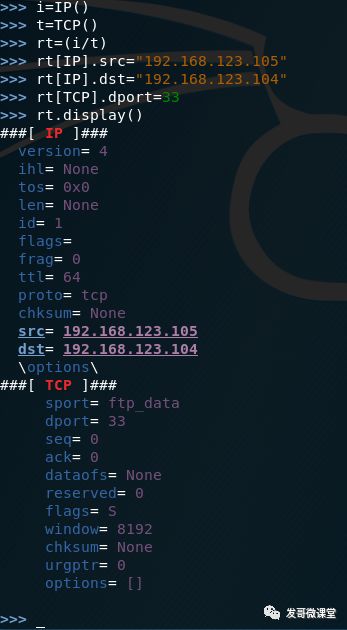 >>> i=IP()
>>> t=TCP()
>>> rt=(i/t)
>>> rt[IP].src="192.168.123.105"
>>> rt[IP].dst="192.168.123.104"
>>> rt[TCP].dport=33
>>> rt.display()
###[ IP ]###
  version= 4
  ihl= None
  tos= 0x0
  len= None
  id= 1
  flags=
  frag= 0
  ttl= 64
  proto= tcp
  chksum= None
  src= 192.168.123.105
  dst= 192.168.123.104
  \options\
###[ TCP ]###
     sport= ftp_data
     dport= 33
     seq= 0
     ack= 0
     dataofs= None
     reserved= 0
     flags= S
     window= 8192
     chksum= None
     urgptr= 0
     options= []
发哥微课堂
>>> _